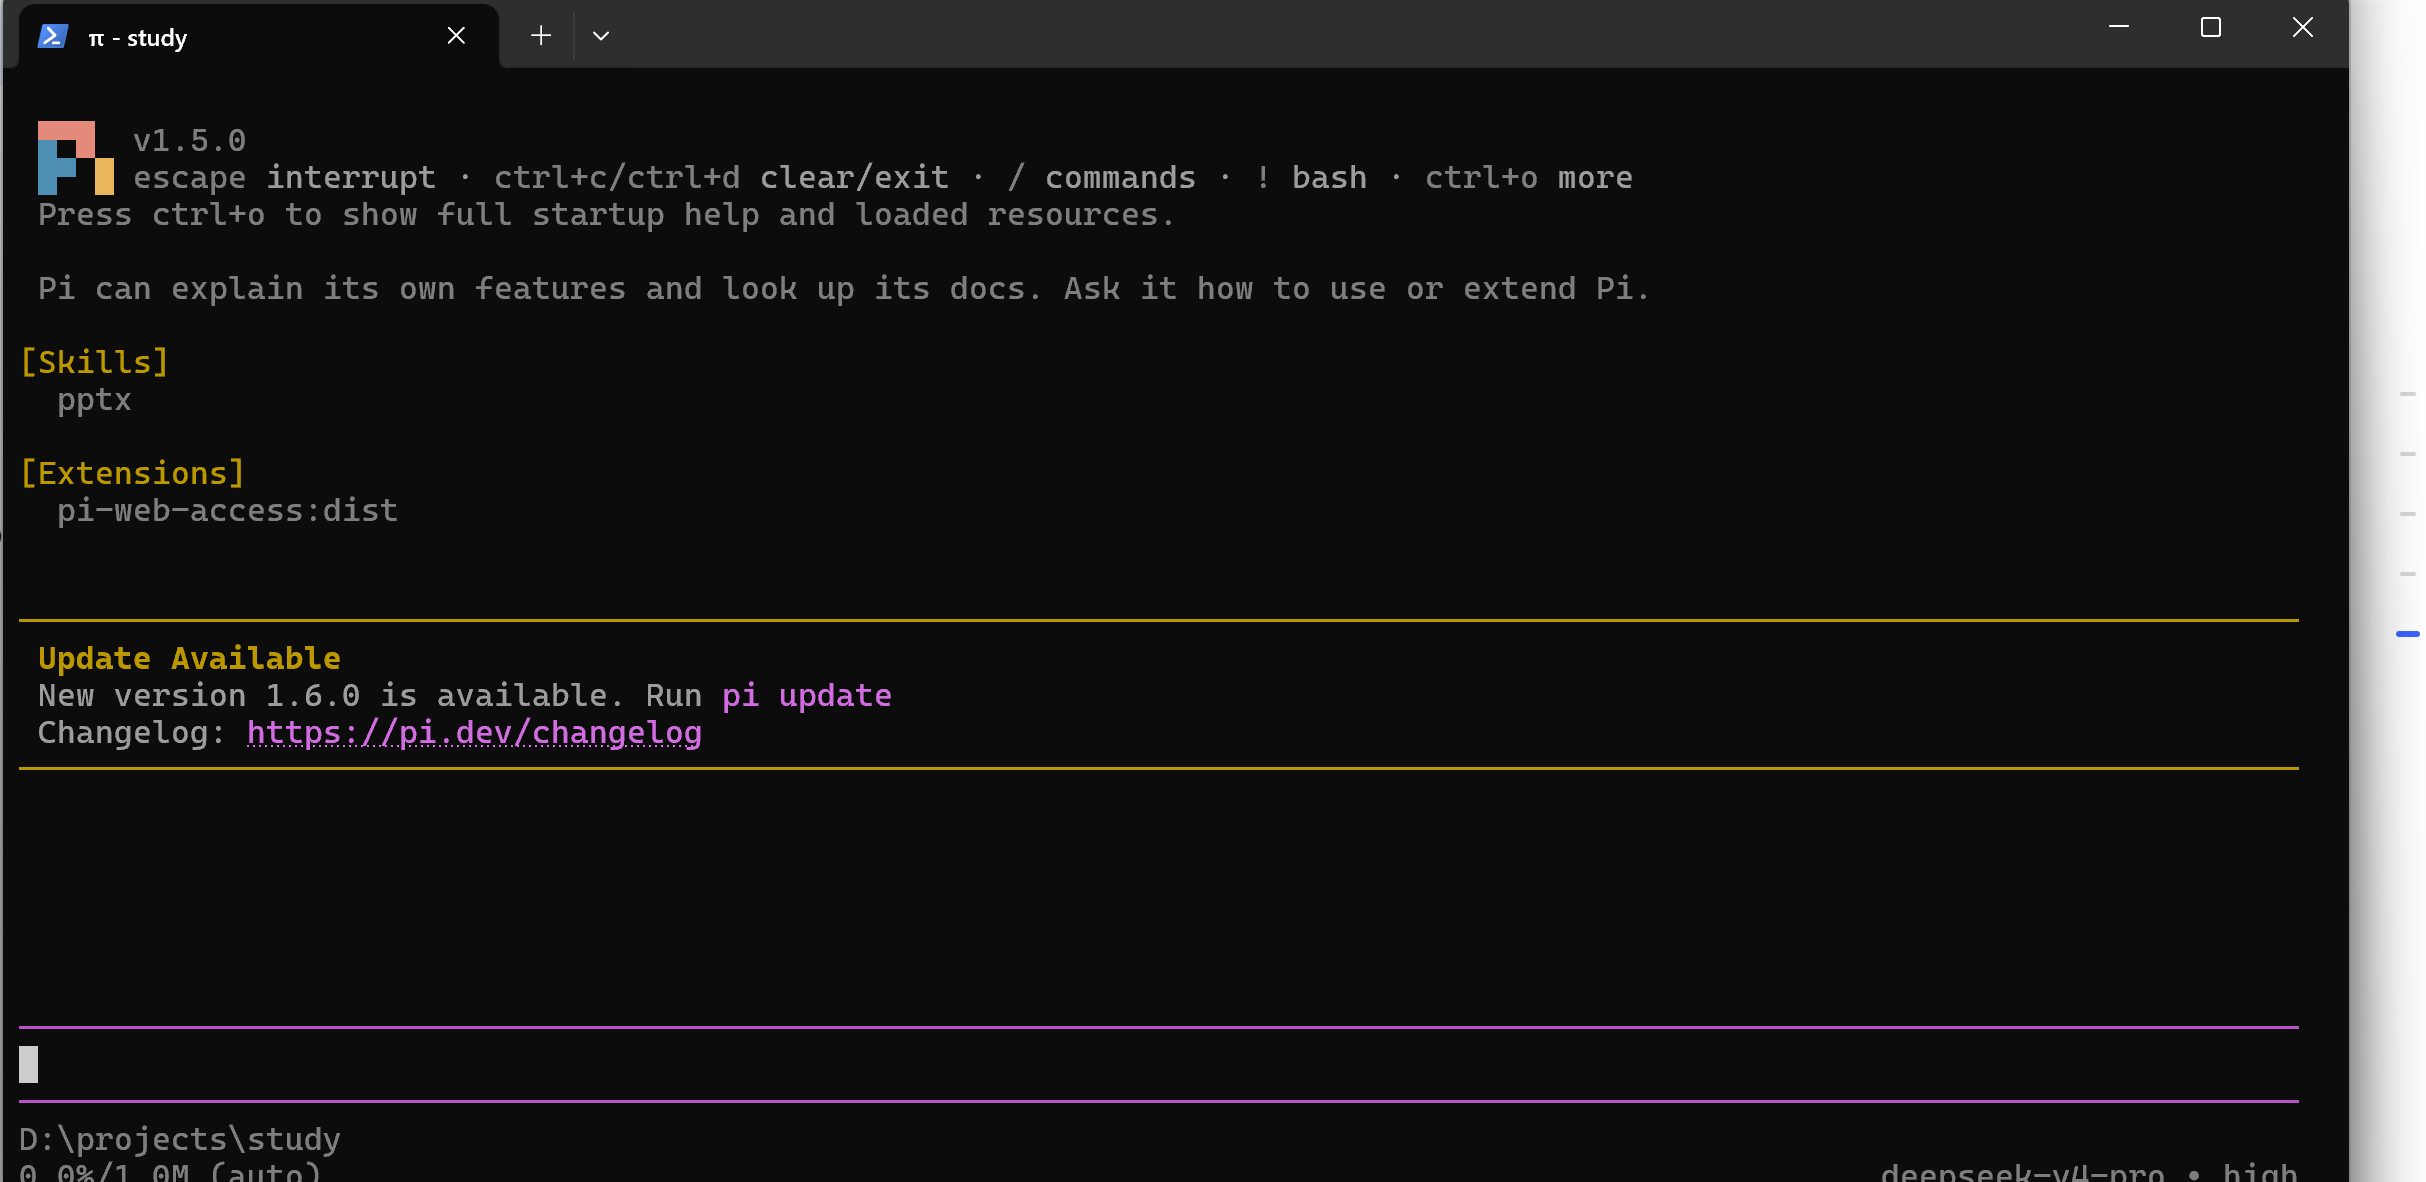 π - study
v1.5.0
escape interrupt · ctrl+c/ctrl+d clear/exit · / commands · ! bash · ctrl+o more
Press ctrl+o to show full startup help and loaded resources.
Pi can explain its own features and look up its docs. Ask it how to use or extend Pi.
[Skills]
pptx
[Extensions]
pi-web-access:dist
Update Available
New version 1.6.0 is available. Run pi update
Changelog: https://pi.dev/changelog
D:\projects\study
0.0%/1.0M (auto) deepseek-v4-pro • high